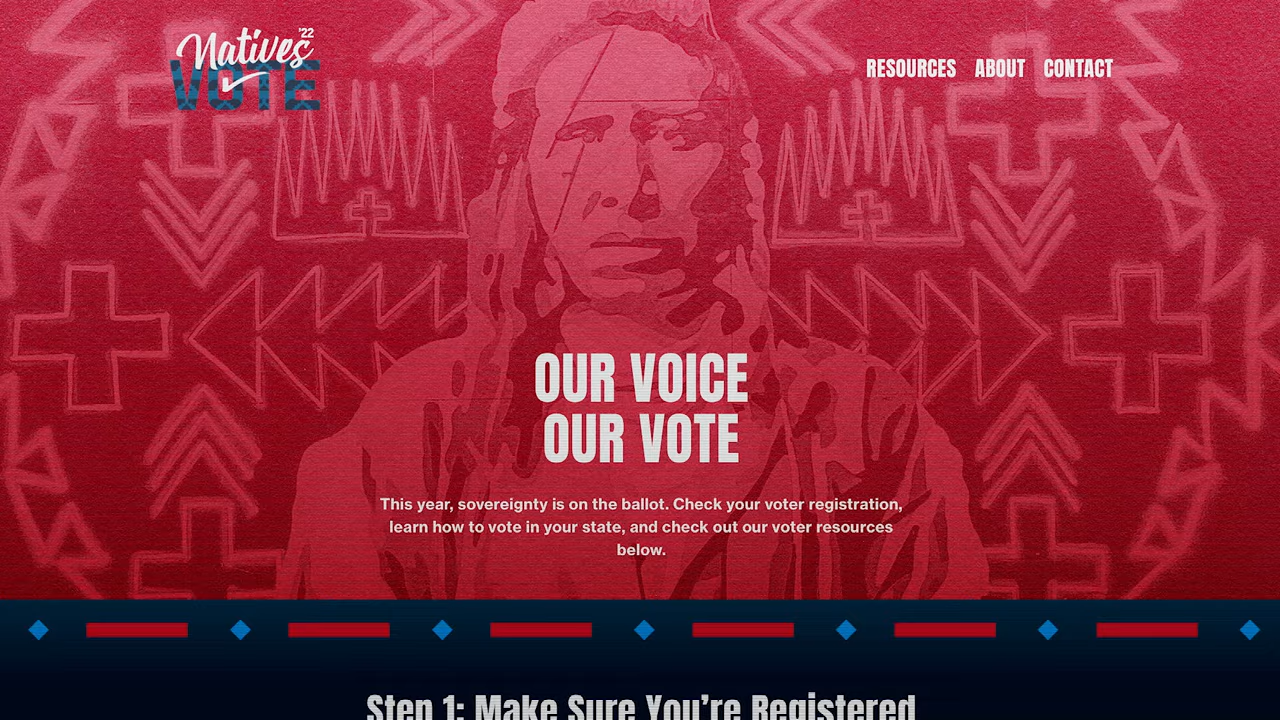 Natives '22
VOTE
RESOURCES ABOUT CONTACT
OUR VOICE
OUR VOTE
This year, sovereignty is on the ballot. Check your voter registration,
learn how to vote in your state, and check out our voter resources
below.
Step 1: Make Sure You’re Registered